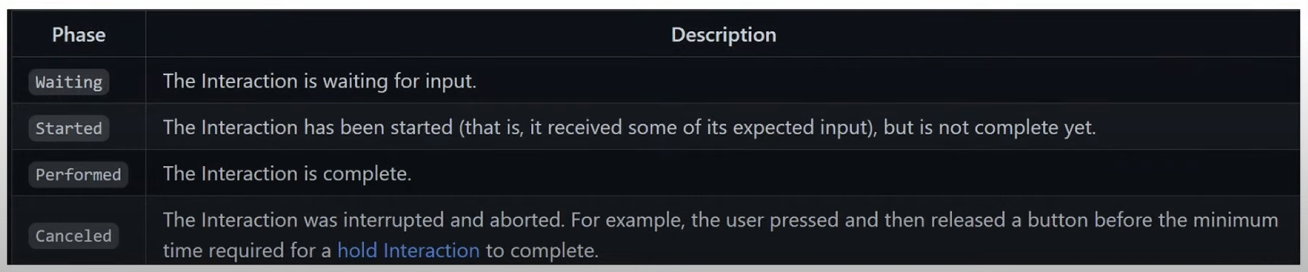 Phase Description
Waiting The Interaction is waiting for input.
Started The Interaction has been started (that is, it received some of its expected input), but is not complete yet.
Performed The Interaction is complete.
Canceled The Interaction was interrupted and aborted. For example, the user pressed and then released a button before the minimum
time required for a hold Interaction to complete.